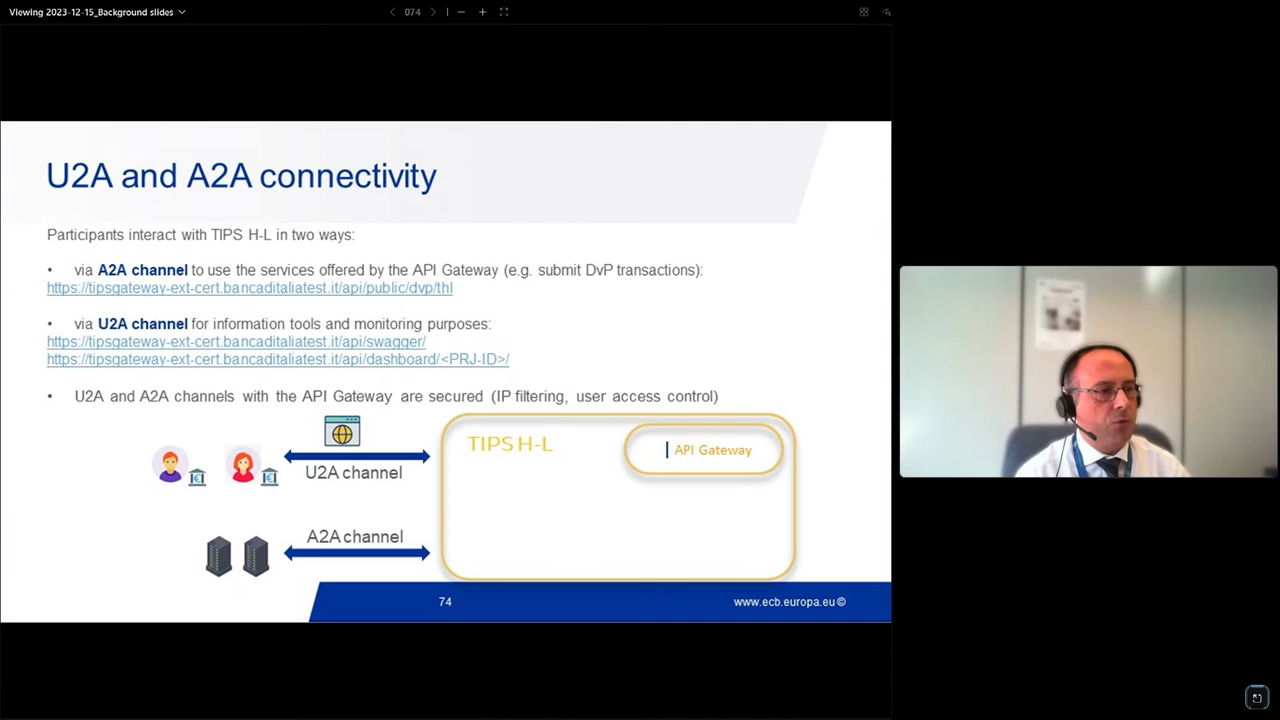 Viewing 2023-12-15_Background slides
074
U2A and A2A connectivity
Participants interact with TIPS H-L in two ways:
• via A2A channel to use the services offered by the API Gateway (e.g. submit DvP transactions):
https://tipsgateway-ext-cert.bancaditaliatest.it/api/public/dvp/thl
• via U2A channel for information tools and monitoring purposes:
https://tipsgateway-ext-cert.bancaditaliatest.it/api/swagger/
https://tipsgateway-ext-cert.bancaditaliatest.it/api/dashboard/<PRJ-ID>/
• U2A and A2A channels with the API Gateway are secured (IP filtering, user access control)
TIPS H-L
API Gateway
U2A channel
A2A channel
74
www.ecb.europa.eu ©